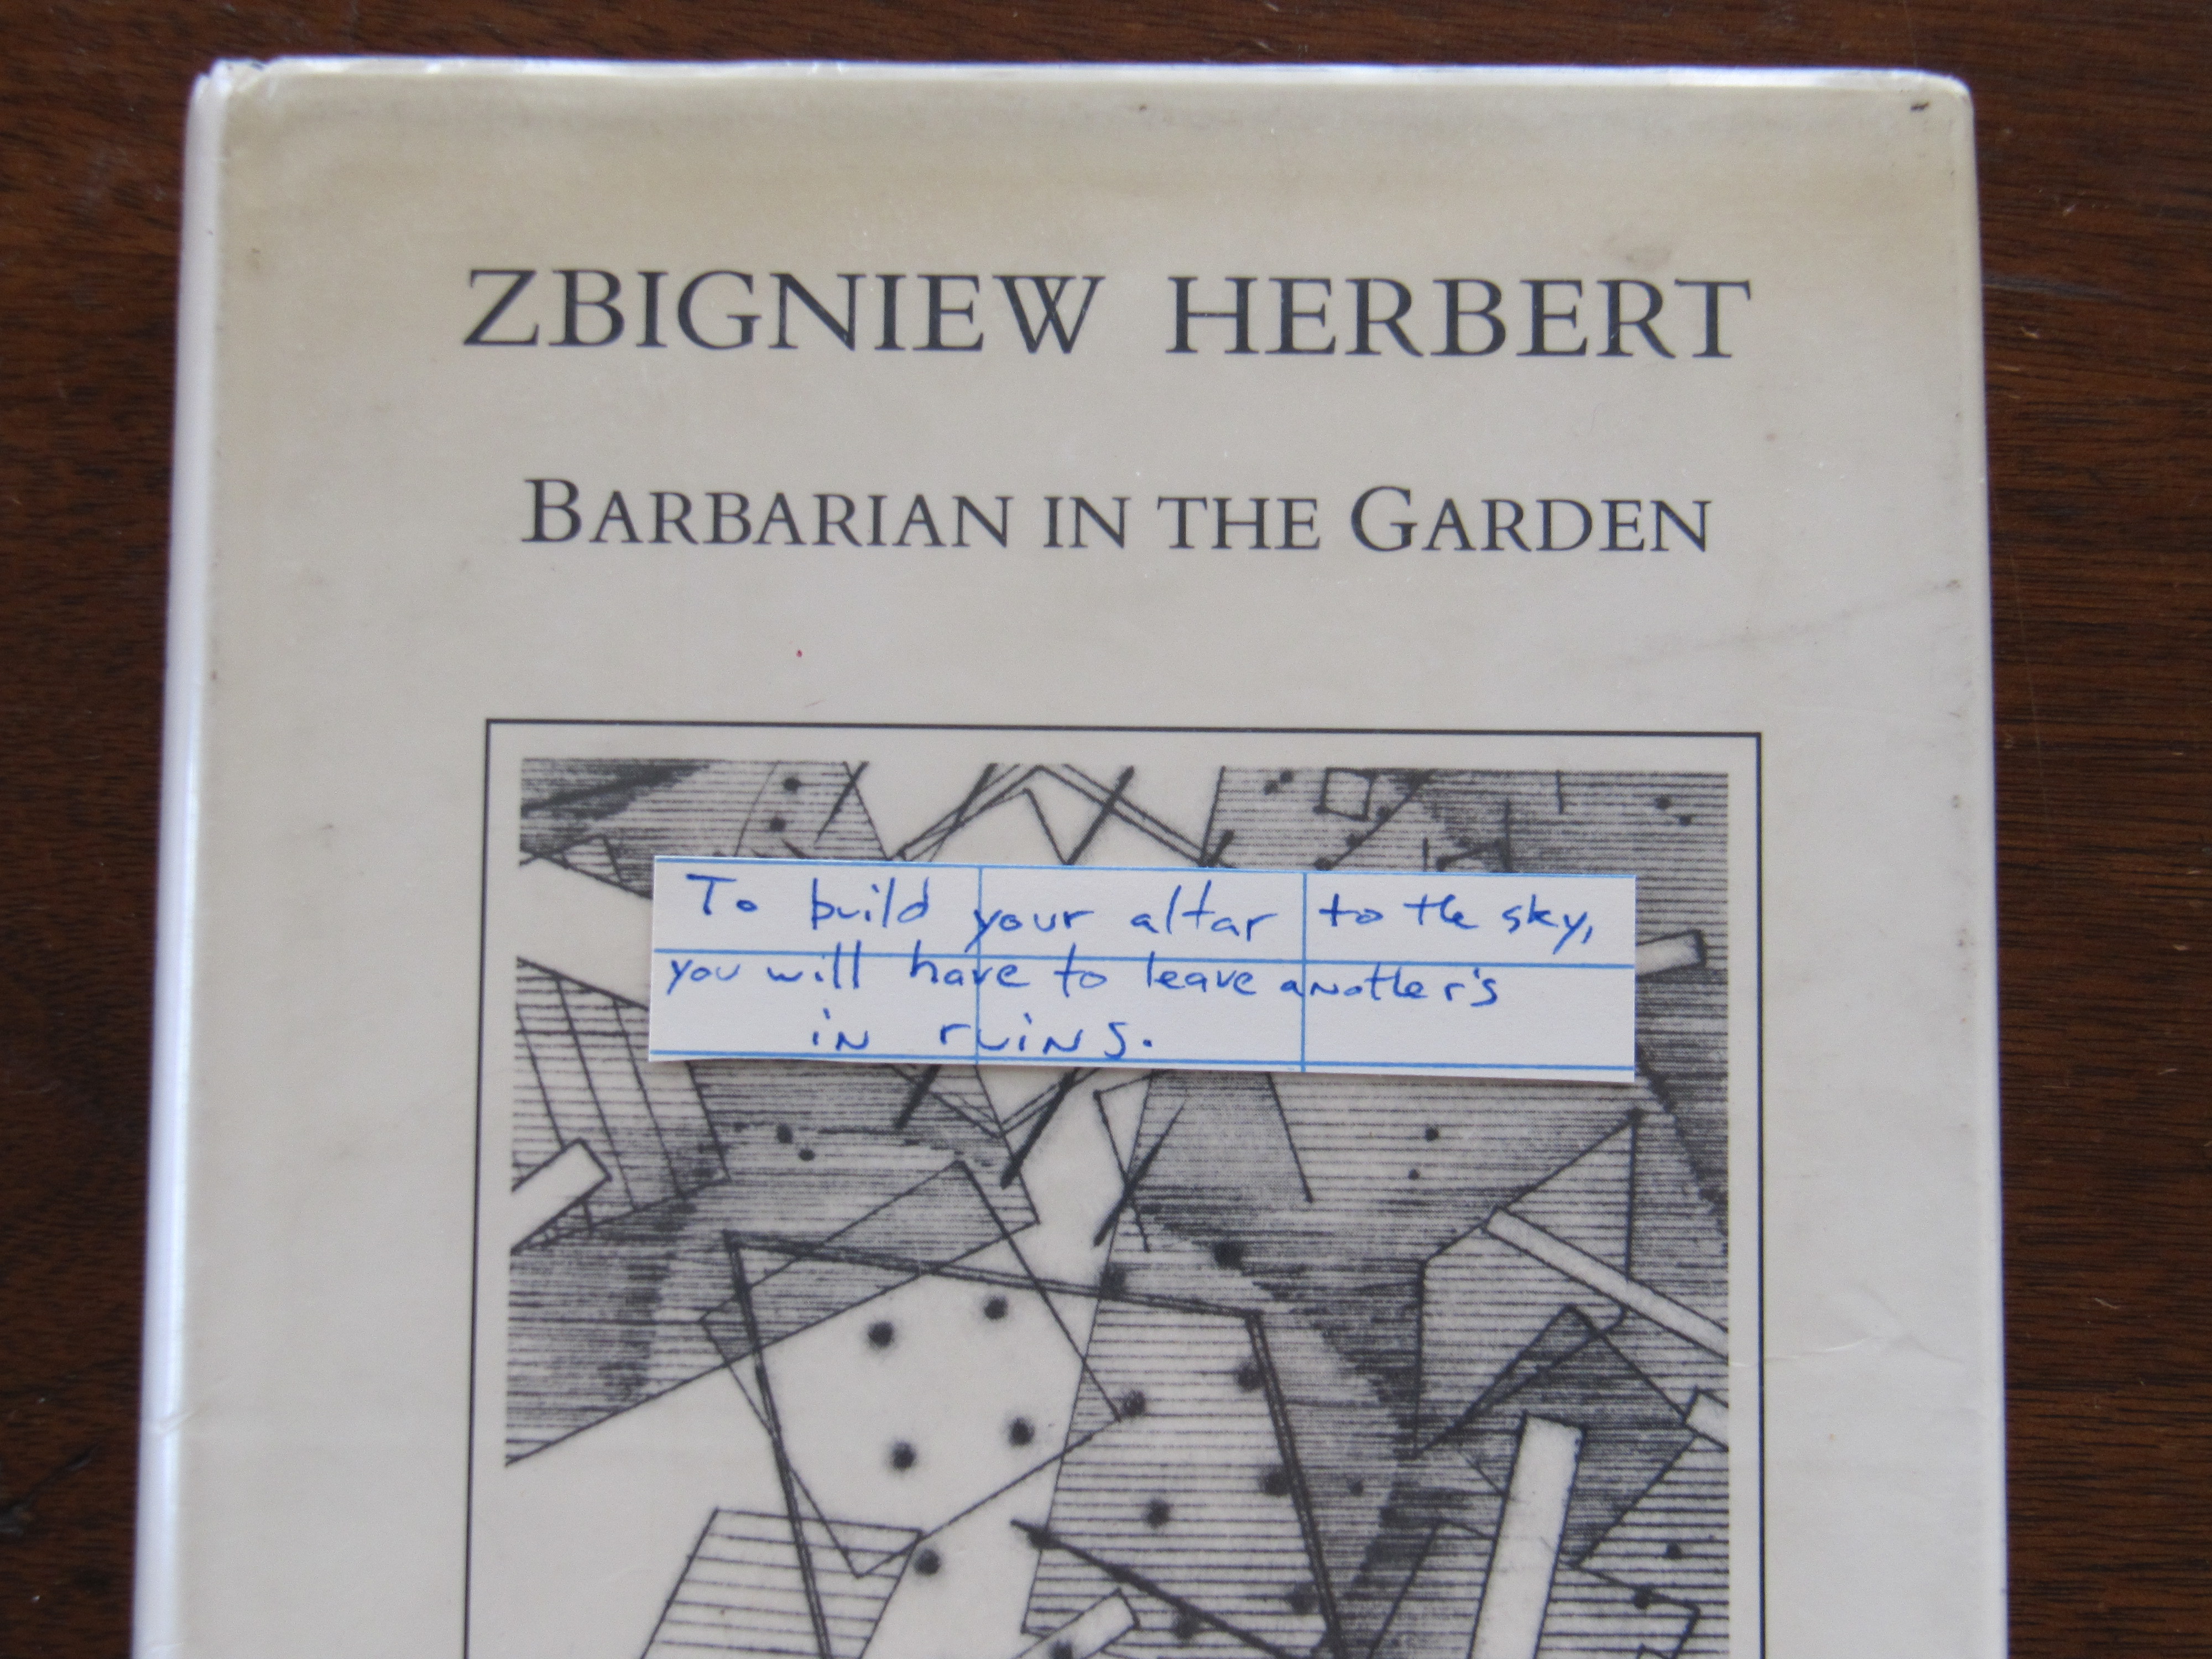 ZBIGNIEW HERBERT
BARBARIAN IN THE GARDEN
To build your altar to the sky,
you will have to leave another's
in ruins.